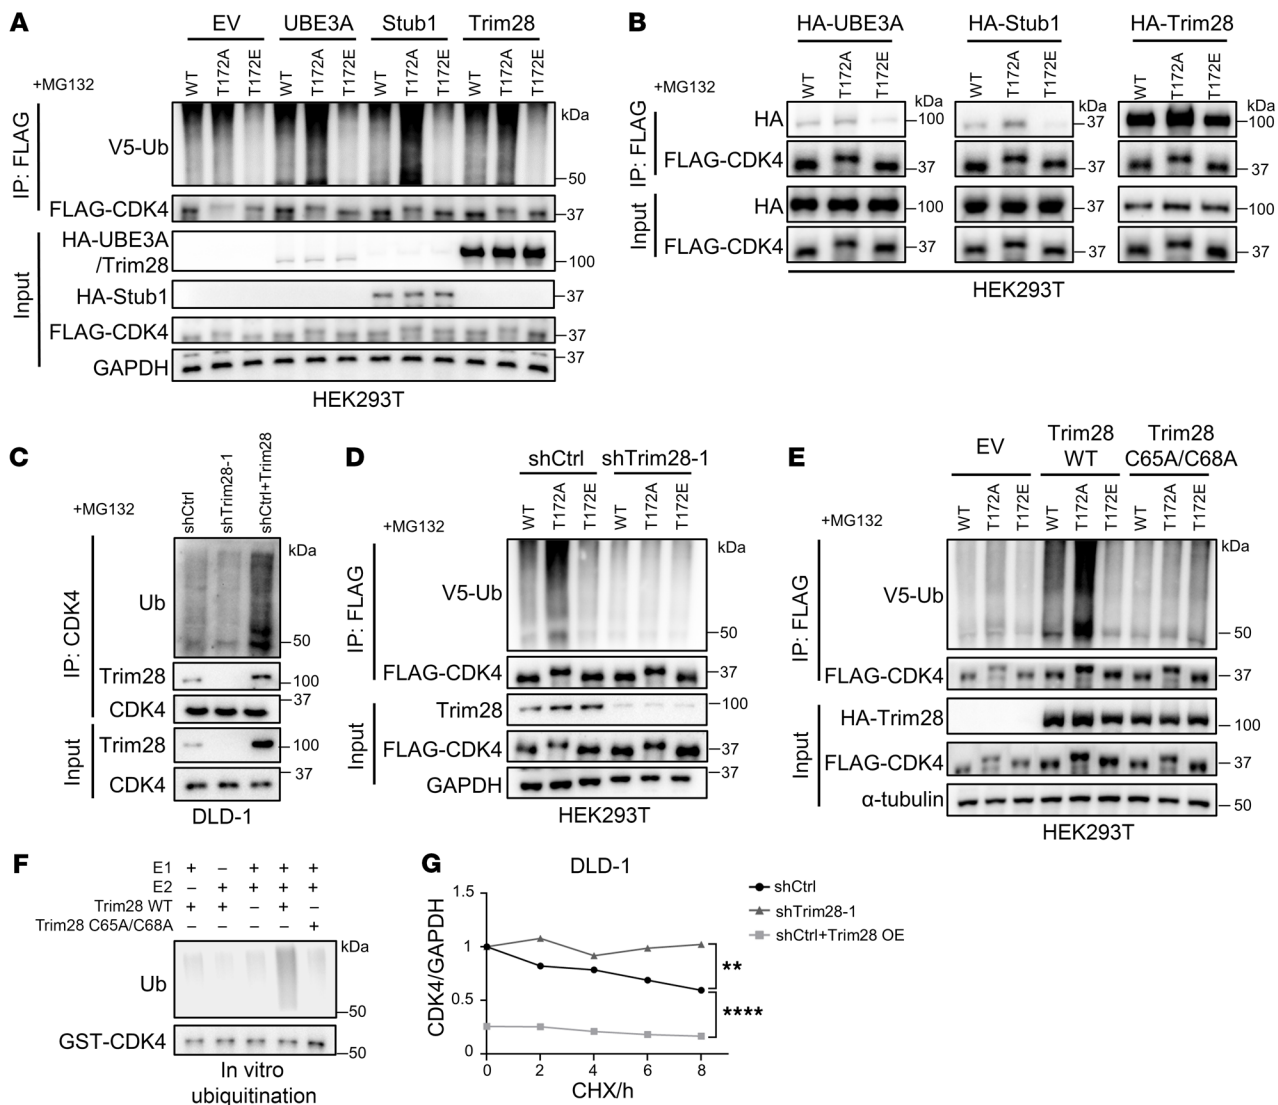 A
EV UBE3A Stub1 Trim28
WT T172A T172E WT T172A T172E WT T172A T172E WT T172A T172E
+MG132
kDa
IP: FLAG
V5-Ub
50
FLAG-CDK4 37
Input
HA-UBE3A
/Trim28 100
HA-Stub1 37
FLAG-CDK4 37
37
GAPDH
HEK293T
B
HA-UBE3A HA-Stub1 HA-Trim28
WT T172A T172E WT T172A T172E WT T172A T172E
+MG132
kDa kDa kDa
IP: FLAG
HA 100 37 100
FLAG-CDK4 37 37 37
Input
HA 100 37 100
FLAG-CDK4 37 37 37
HEK293T
C
shCtrl shTrim28-1 shCtrl+Trim28
+MG132
kDa
IP: CDK4
Ub
50
Trim28 100
37
CDK4
Input
Trim28 100
37
CDK4
DLD-1
D
shCtrl shTrim28-1
WT T172A T172E WT T172A T172E
+MG132
kDa
IP: FLAG
V5-Ub
50
FLAG-CDK4 37
Input
Trim28 100
FLAG-CDK4 37
37
GAPDH
HEK293T
E
EV Trim28 Trim28
WT C65A/C68A
WT T172A T172E WT T172A T172E WT T172A T172E
+MG132
kDa
IP: FLAG
V5-Ub
50
FLAG-CDK4 37
Input
HA-Trim28 100
FLAG-CDK4 37
α-tubulin 50
HEK293T
F
E1 + – + + +
E2 – + + + +
Trim28 WT + + – + –
Trim28 C65A/C68A – – – – +
kDa
Ub
50
GST-CDK4
50
In vitro
ubiquitination
G
DLD-1
CDK4/GAPDH
1.5
1
0.5
0
0 2 4 6 8
CHX/h
shCtrl
shTrim28-1
shCtrl+Trim28 OE
**
****